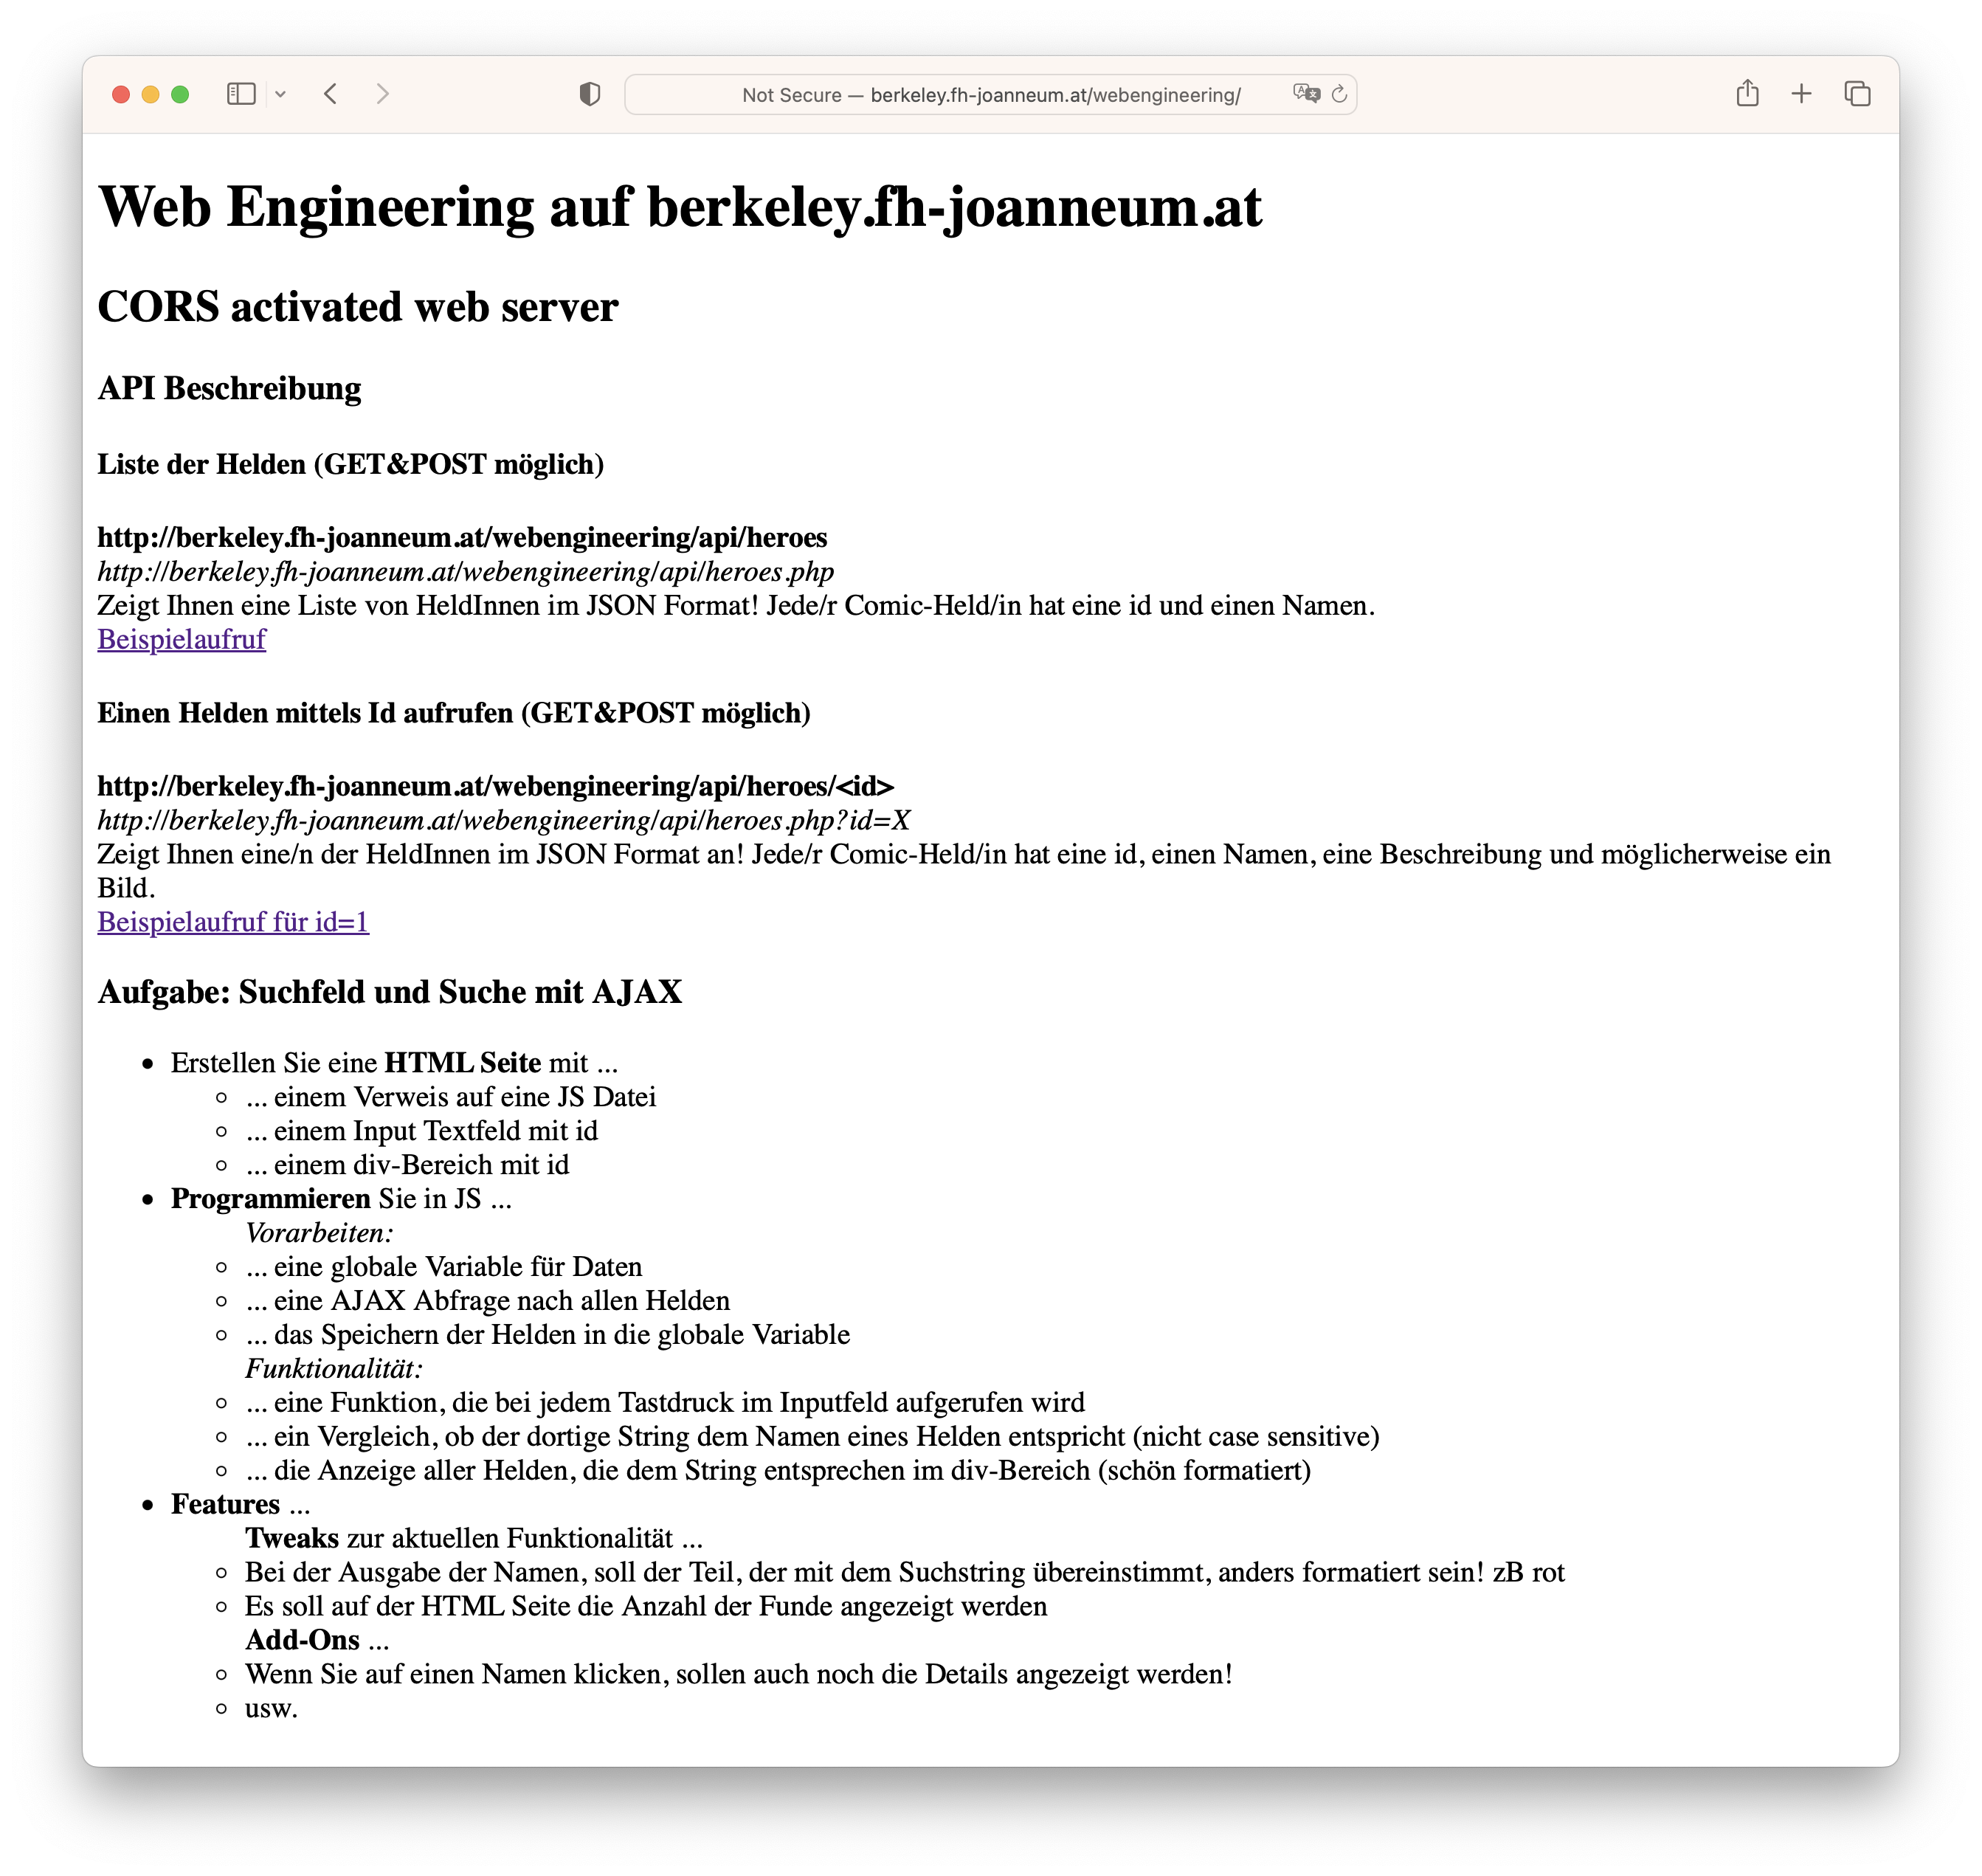 Not Secure — berkeley.fh-joanneum.at/webengineering/
Web Engineering auf berkeley.fh-joanneum.at
CORS activated web server
API Beschreibung
Liste der Helden (GET&POST möglich)
http://berkeley.fh-joanneum.at/webengineering/api/heroes
http://berkeley.fh-joanneum.at/webengineering/api/heroes.php
Zeigt Ihnen eine Liste von HeldInnen im JSON Format! Jede/r Comic-Held/in hat eine id und einen Namen.
Beispielaufruf
Einen Helden mittels Id aufrufen (GET&POST möglich)
http://berkeley.fh-joanneum.at/webengineering/api/heroes/<id>
http://berkeley.fh-joanneum.at/webengineering/api/heroes.php?id=X
Zeigt Ihnen eine/n der HeldInnen im JSON Format an! Jede/r Comic-Held/in hat eine id, einen Namen, eine Beschreibung und möglicherweise ein
Bild.
Beispielaufruf für id=1
Aufgabe: Suchfeld und Suche mit AJAX
Erstellen Sie eine HTML Seite mit ...
... einem Verweis auf eine JS Datei
... einem Input Textfeld mit id
... einem div-Bereich mit id
Programmieren Sie in JS ...
Vorarbeiten:
... eine globale Variable für Daten
... eine AJAX Abfrage nach allen Helden
... das Speichern der Helden in die globale Variable
Funktionalität:
... eine Funktion, die bei jedem Tastdruck im Inputfeld aufgerufen wird
... ein Vergleich, ob der dortige String dem Namen eines Helden entspricht (nicht case sensitive)
... die Anzeige aller Helden, die dem String entsprechen im div-Bereich (schön formatiert)
Features ...
Tweaks zur aktuellen Funktionalität ...
Bei der Ausgabe der Namen, soll der Teil, der mit dem Suchstring übereinstimmt, anders formatiert sein! zB rot
Es soll auf der HTML Seite die Anzahl der Funde angezeigt werden
Add-Ons ...
Wenn Sie auf einen Namen klicken, sollen auch noch die Details angezeigt werden!
usw.